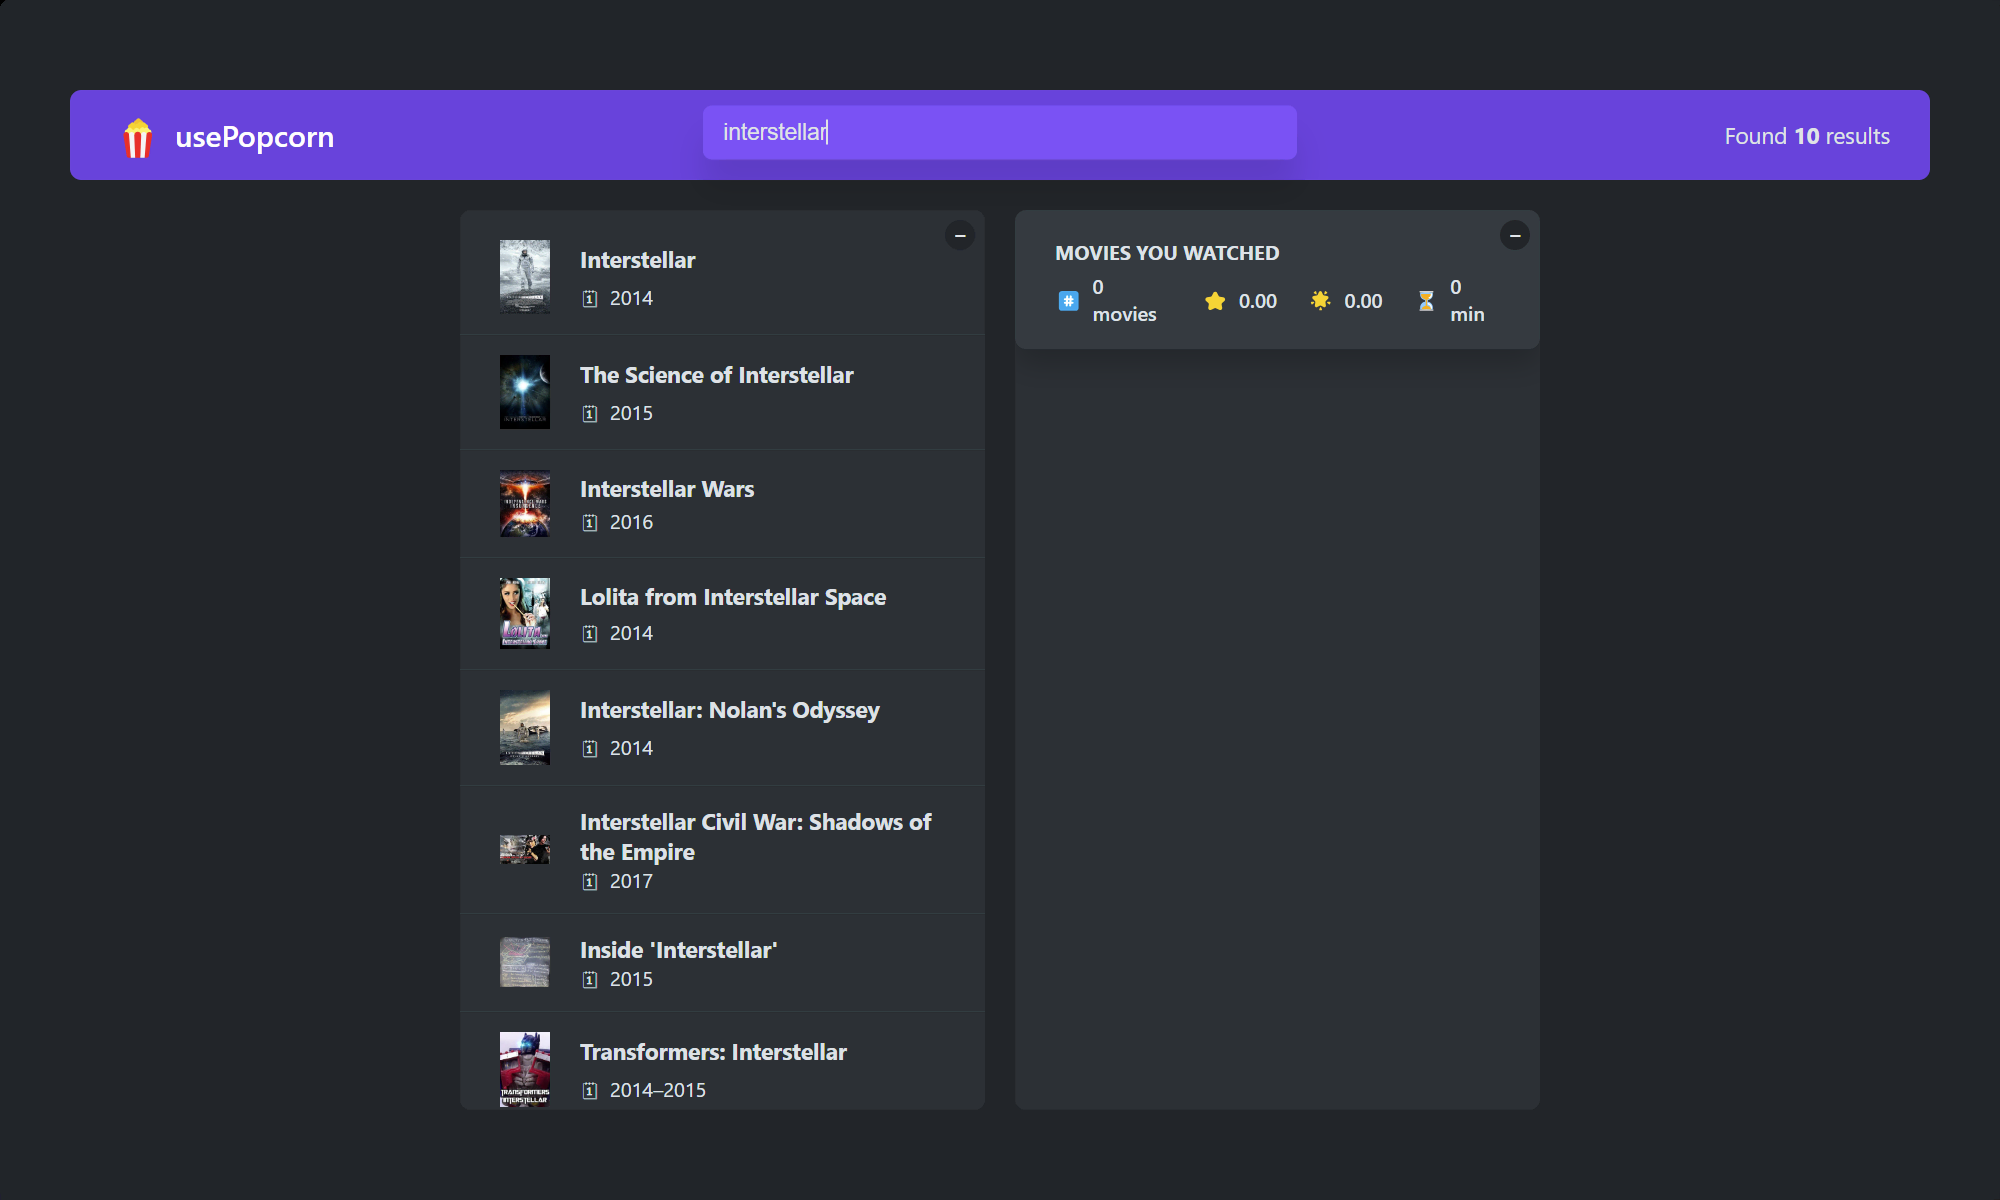 usePopcorn
interstellar
Found 10 results
Interstellar
2014
The Science of Interstellar
2015
Interstellar Wars
2016
Lolita from Interstellar Space
2014
Interstellar: Nolan's Odyssey
2014
Interstellar Civil War: Shadows of
the Empire
2017
Inside 'Interstellar'
2015
Transformers: Interstellar
2014–2015
MOVIES YOU WATCHED
0
movies
0.00
0.00
0
min